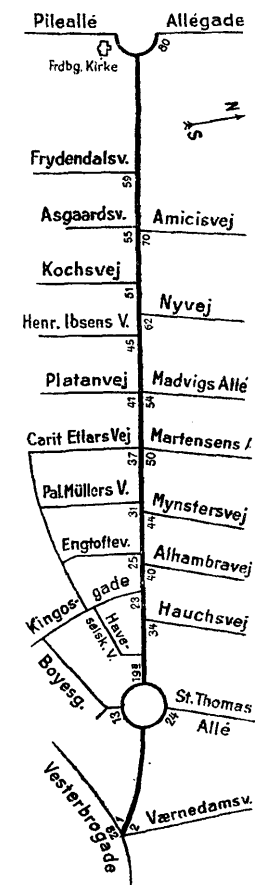 Pileallé
Allégade
80
Frdbg. Kirke
N
S
Frydendalsv.
59
Asgaardsv.
Amicisvej
55
70
Kochsvej
51
Nyvej
62
Henr. Ibsens V.
45
Platanvej
Madvigs Allé
41
54
Carit Etlars Vej
Martensens A
37
50
Pal. Müllers V.
Mynstersvej
31
44
Engtoftev.
Alhambravej
25
40
Kingos-
gade
23
Hauchsvej
34
Have-
selsk. V.
19B
Boyesg.
13
St. Thomas
Allé
24
Vesterbrogade
62
1
2
Værnedamsv.